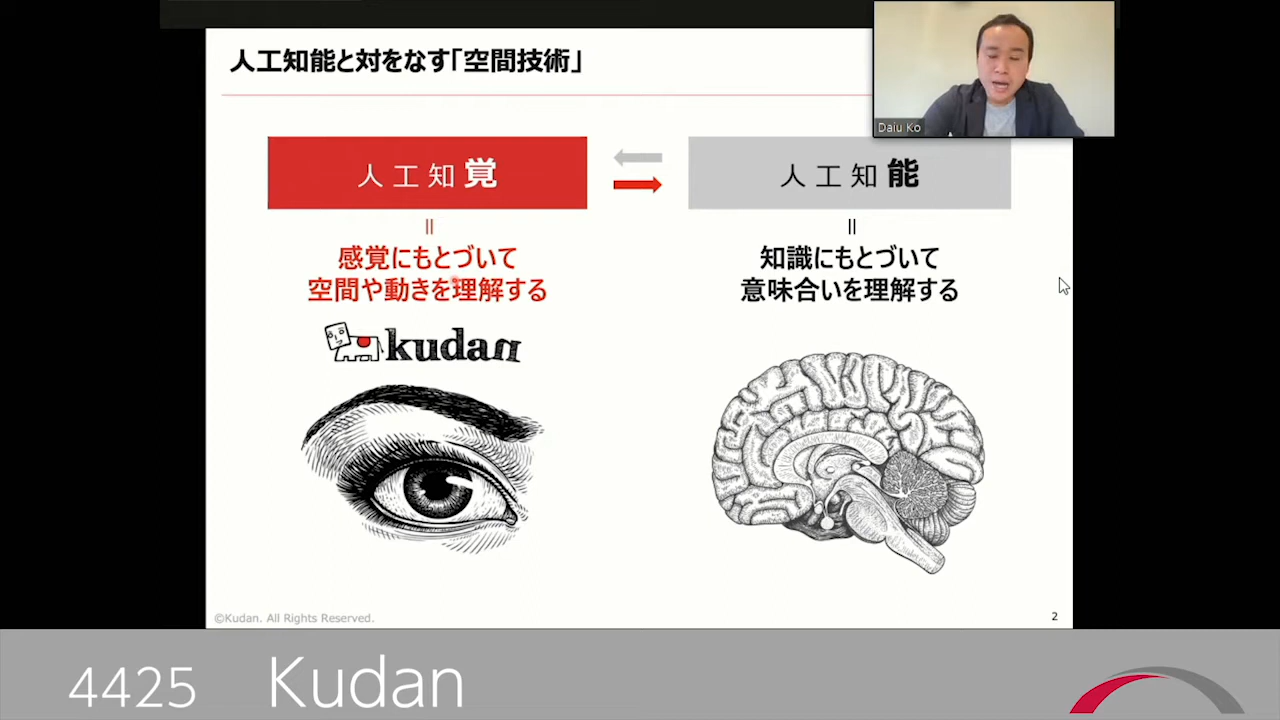 人工知能と対をなす「空間技術」
Daiu Ko
人工知覚
人工知能
=
感覚にもとづいて
空間や動きを理解する
=
知識にもとづいて
意味合いを理解する
kudan
©Kudan. All Rights Reserved.
2
4425 Kudan